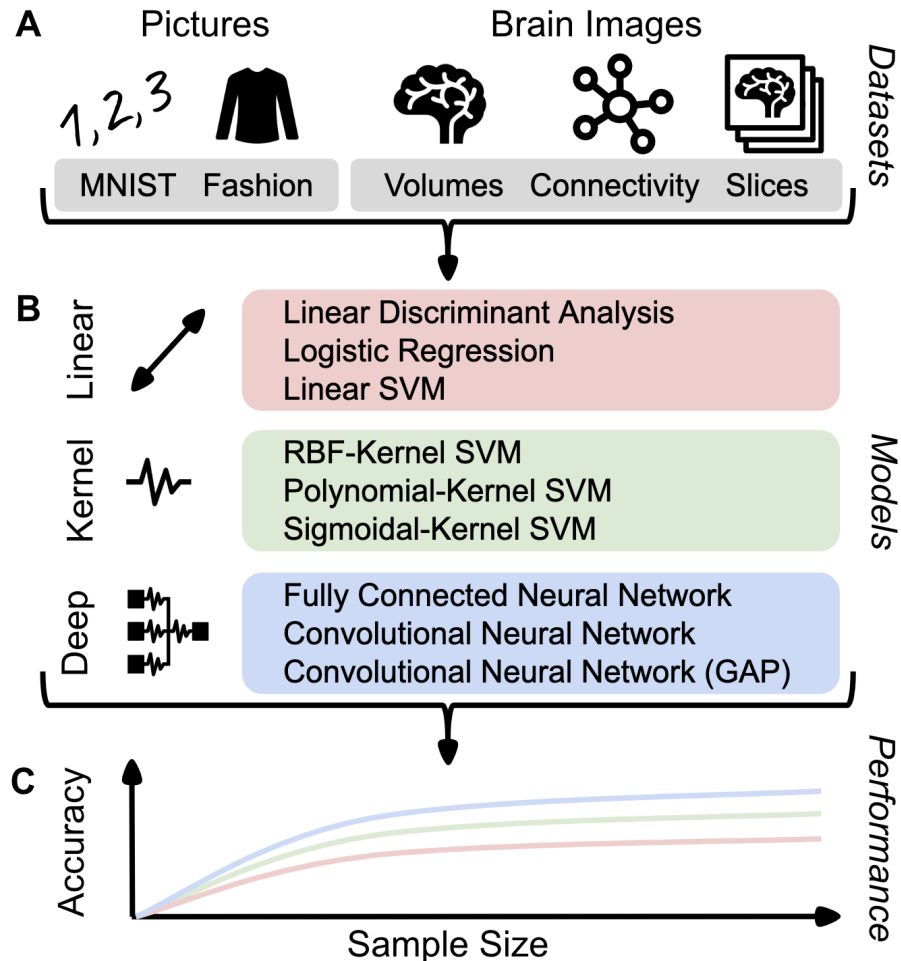 A
Pictures
Brain Images
1, 2, 3
MNIST
Fashion
Volumes
Connectivity
Slices
Datasets
B
Linear
Linear Discriminant Analysis
Logistic Regression
Linear SVM
Kernel
RBF-Kernel SVM
Polynomial-Kernel SVM
Sigmoidal-Kernel SVM
Models
Deep
Fully Connected Neural Network
Convolutional Neural Network
Convolutional Neural Network (GAP)
C
Accuracy
Sample Size
Performance